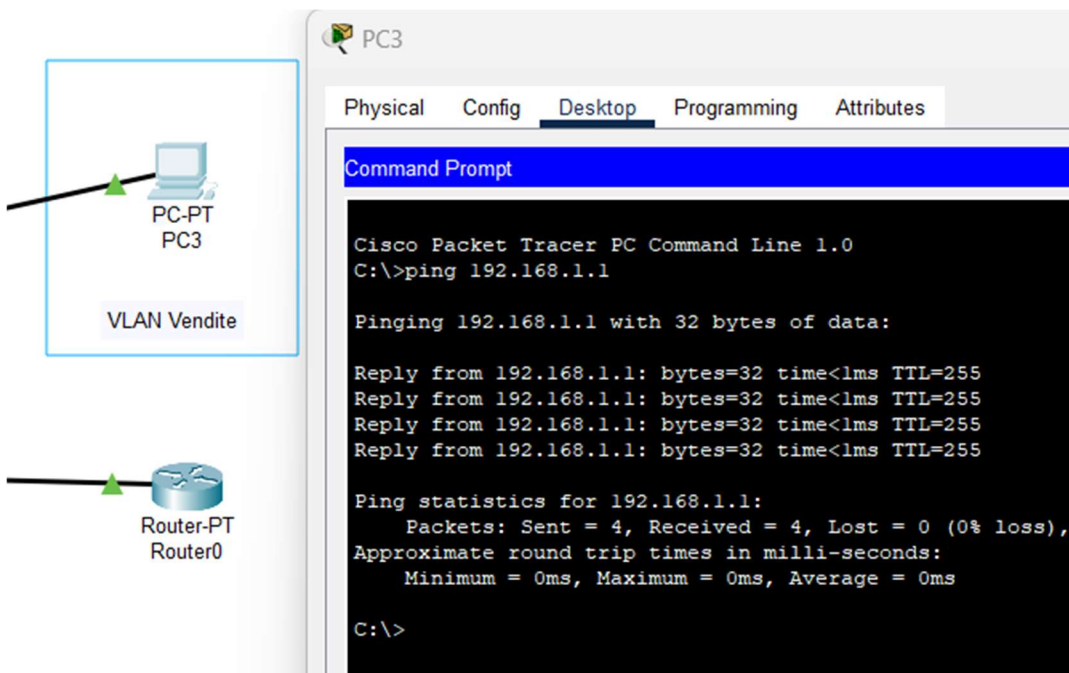 PC3
Physical Config Desktop Programming Attributes
Command Prompt
PC-PT
PC3
VLAN Vendite
Router-PT
Router0
Cisco Packet Tracer PC Command Line 1.0
C:\>ping 192.168.1.1
Pinging 192.168.1.1 with 32 bytes of data:
Reply from 192.168.1.1: bytes=32 time<1ms TTL=255
Reply from 192.168.1.1: bytes=32 time<1ms TTL=255
Reply from 192.168.1.1: bytes=32 time<1ms TTL=255
Reply from 192.168.1.1: bytes=32 time<1ms TTL=255
Ping statistics for 192.168.1.1:
Packets: Sent = 4, Received = 4, Lost = 0 (0% loss),
Approximate round trip times in milli-seconds:
Minimum = 0ms, Maximum = 0ms, Average = 0ms
C:\>